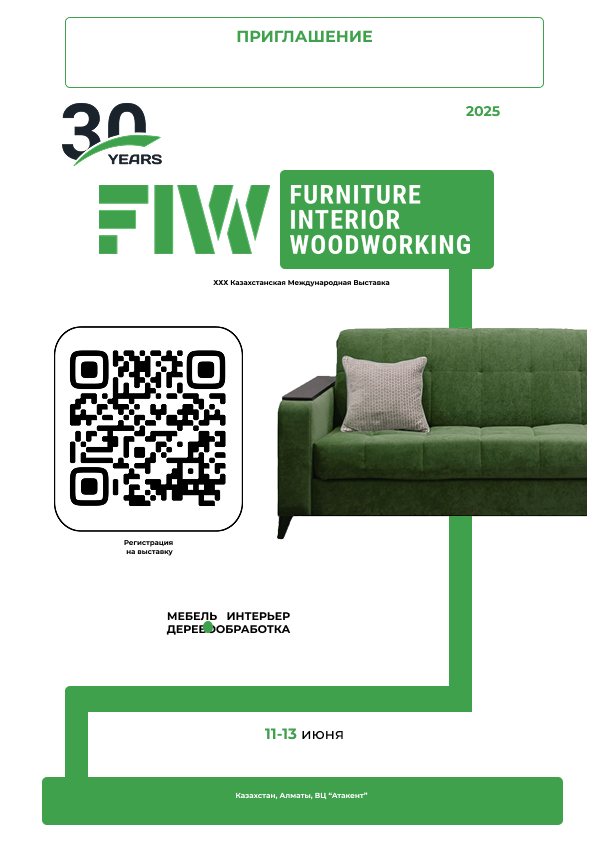 ПРИГЛАШЕНИЕ
2025
30
YEARS
FIW
FURNITURE
INTERIOR
WOODWORKING
XXX Казахстанская Международная Выставка
Регистрация
на выставку
МЕБЕЛЬ ИНТЕРЬЕР
ДЕРЕВООБРАБОТКА
11-13 июня
Казахстан, Алматы, ВЦ “Атакент”